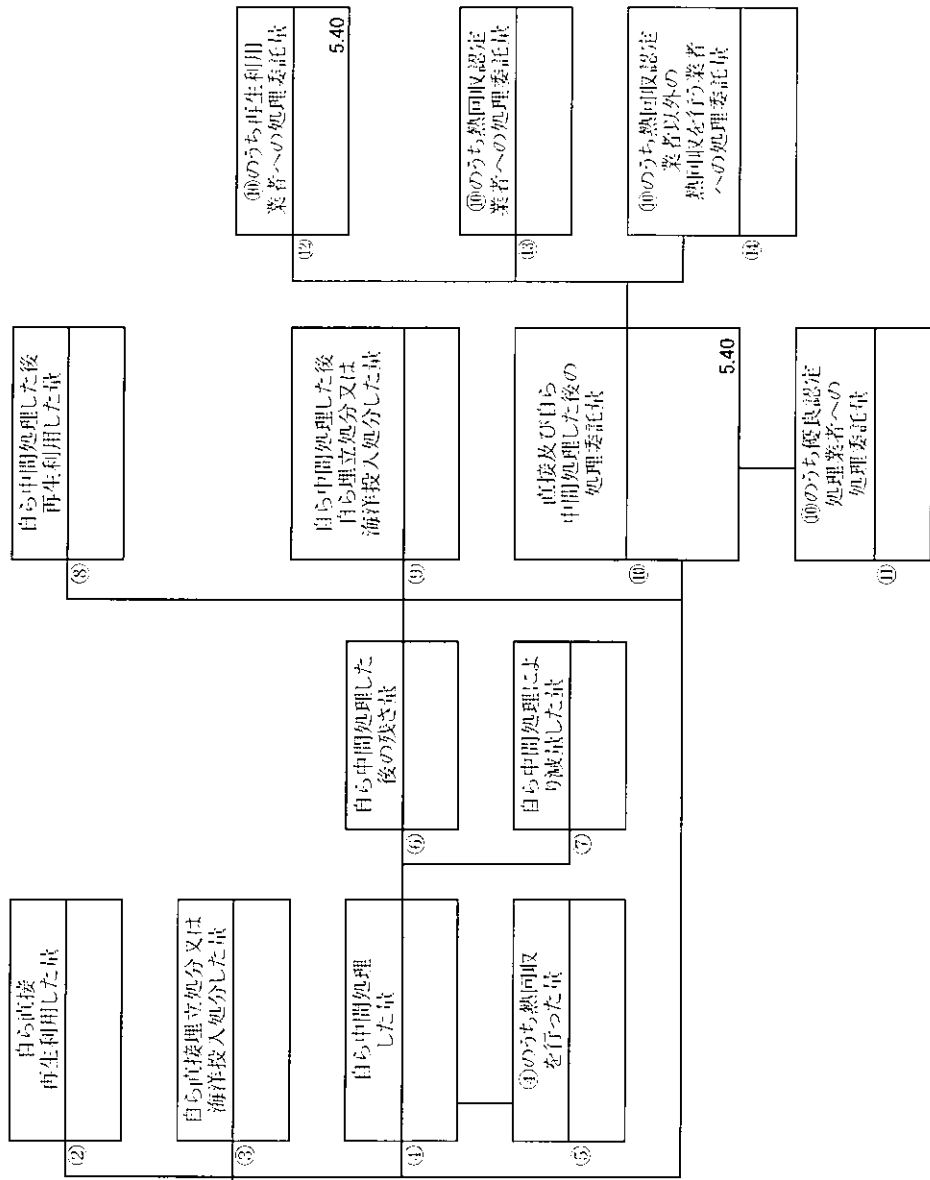 ②
自ら直接
再生利用した量
③
自ら直接埋立処分又は
海洋投入処分した量
④
自ら中間処理
した量
⑤
④のうち熱回収
を行った量
⑥
自ら中間処理した
後の残さ量
⑦
自ら中間処理によ
り減量した量
⑧
自ら中間処理した後
再生利用した量
⑨
自ら中間処理した後
自ら埋立処分又は
海洋投入処分した量
⑩
直接及び自ら
中間処理した後の
処理委託量
5.40
⑪
⑩のうち優良認定
処理業者への
処理委託量
⑫
⑩のうち再生利用
業者への処理委託量
5.40
⑬
⑩のうち熱回収認定
業者への処理委託量
⑭
⑩のうち熱回収認定
業者以外の
熱回収を行う業者
への処理委託量